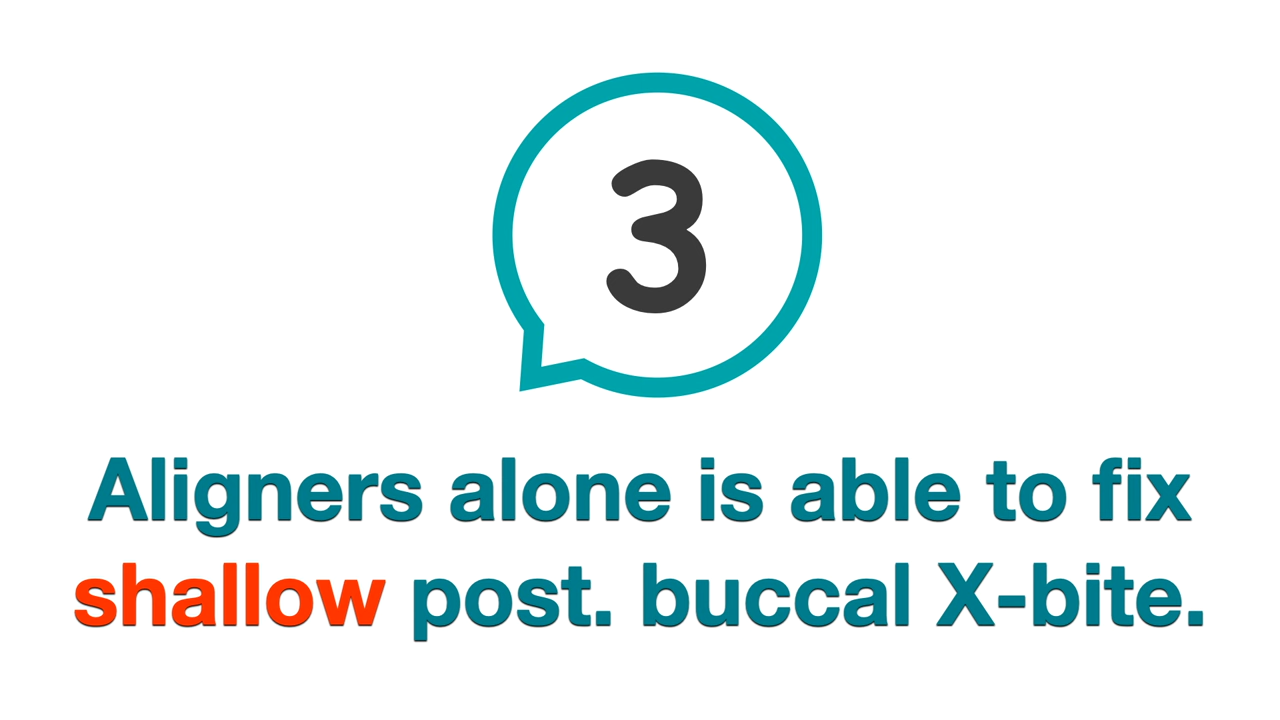 3
Aligners alone is able to fix
shallow post. buccal X-bite.